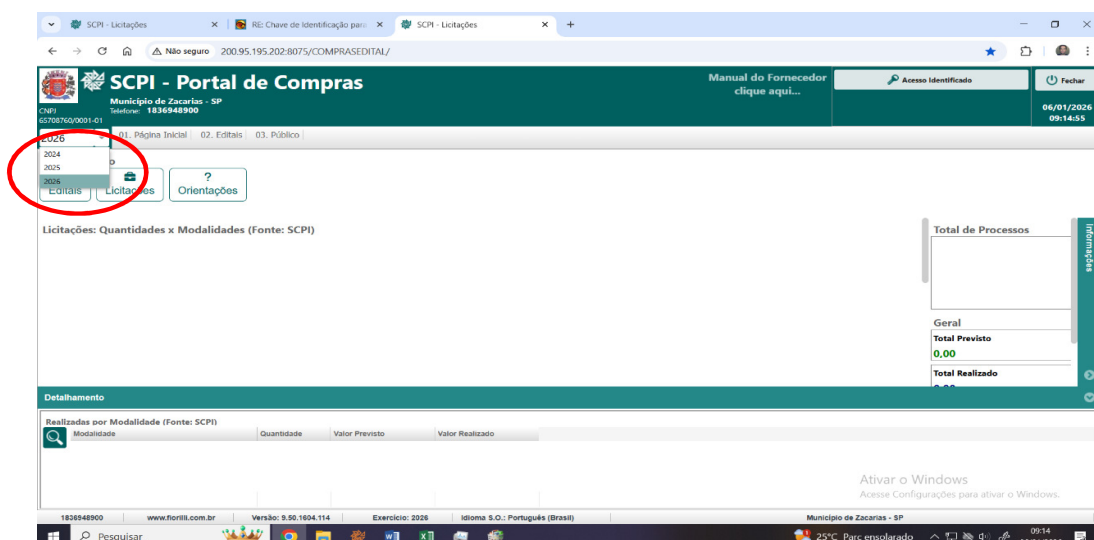 SCPI - Licitações
RE: Chave de Identificação para
SCPI - Licitações
Não seguro 200.95.195.202:8075/COMPRASEDITAL/
SCPI - Portal de Compras
Município de Zacarias - SP
Telefone: 1836948900
CNPJ
65708760/0001-01
Manual do Fornecedor
clique aqui...
Acesso Identificado
Fechar
06/01/2026
09:14:55
2026
01. Página Inicial
02. Editais
03. Público
2024
2025
2026
Editais
Licitações
?
Orientações
Licitações: Quantidades x Modalidades (Fonte: SCPI)
Total de Processos
Informações
Geral
Total Previsto
0,00
Total Realizado
Detalhamento
Realizadas por Modalidade (Fonte: SCPI)
Modalidade Quantidade Valor Previsto Valor Realizado
Ativar o Windows
Acesse Configurações para ativar o Windows.
1836948900 www.fiorilli.com.br Versão: 9.50.1604.114 Exercício: 2026 Idioma S.O.: Português (Brasil) Município de Zacarias - SP
Pesquisar
25°C Parc ensolarado
09:14